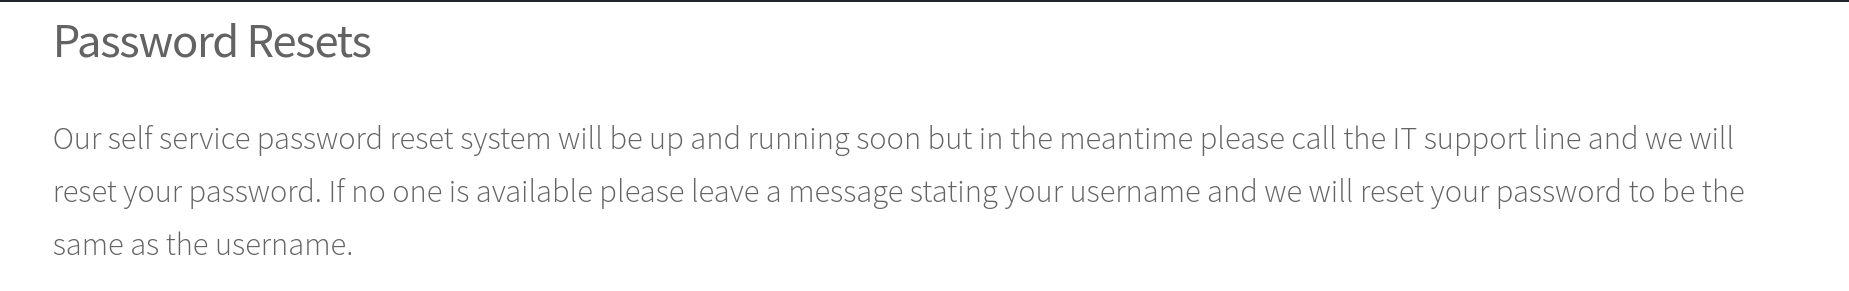 Password Resets
Our self service password reset system will be up and running soon but in the meantime please call the IT support line and we will
reset your password. If no one is available please leave a message stating your username and we will reset your password to be the
same as the username.